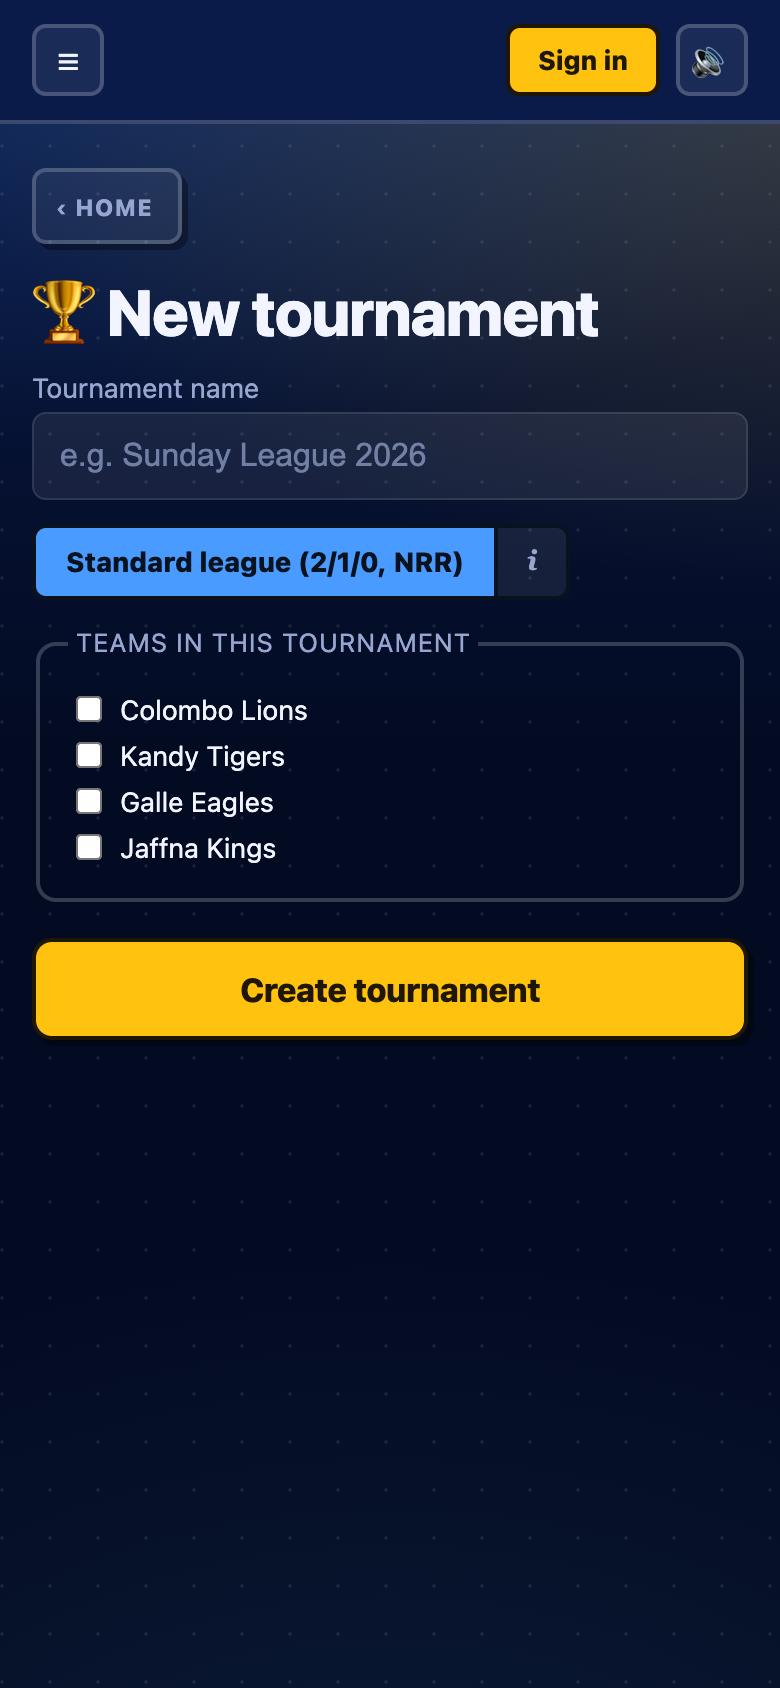 ≡
Sign in
‹ HOME
🏆 New tournament
Tournament name
e.g. Sunday League 2026
Standard league (2/1/0, NRR)
i
TEAMS IN THIS TOURNAMENT
Colombo Lions
Kandy Tigers
Galle Eagles
Jaffna Kings
Create tournament